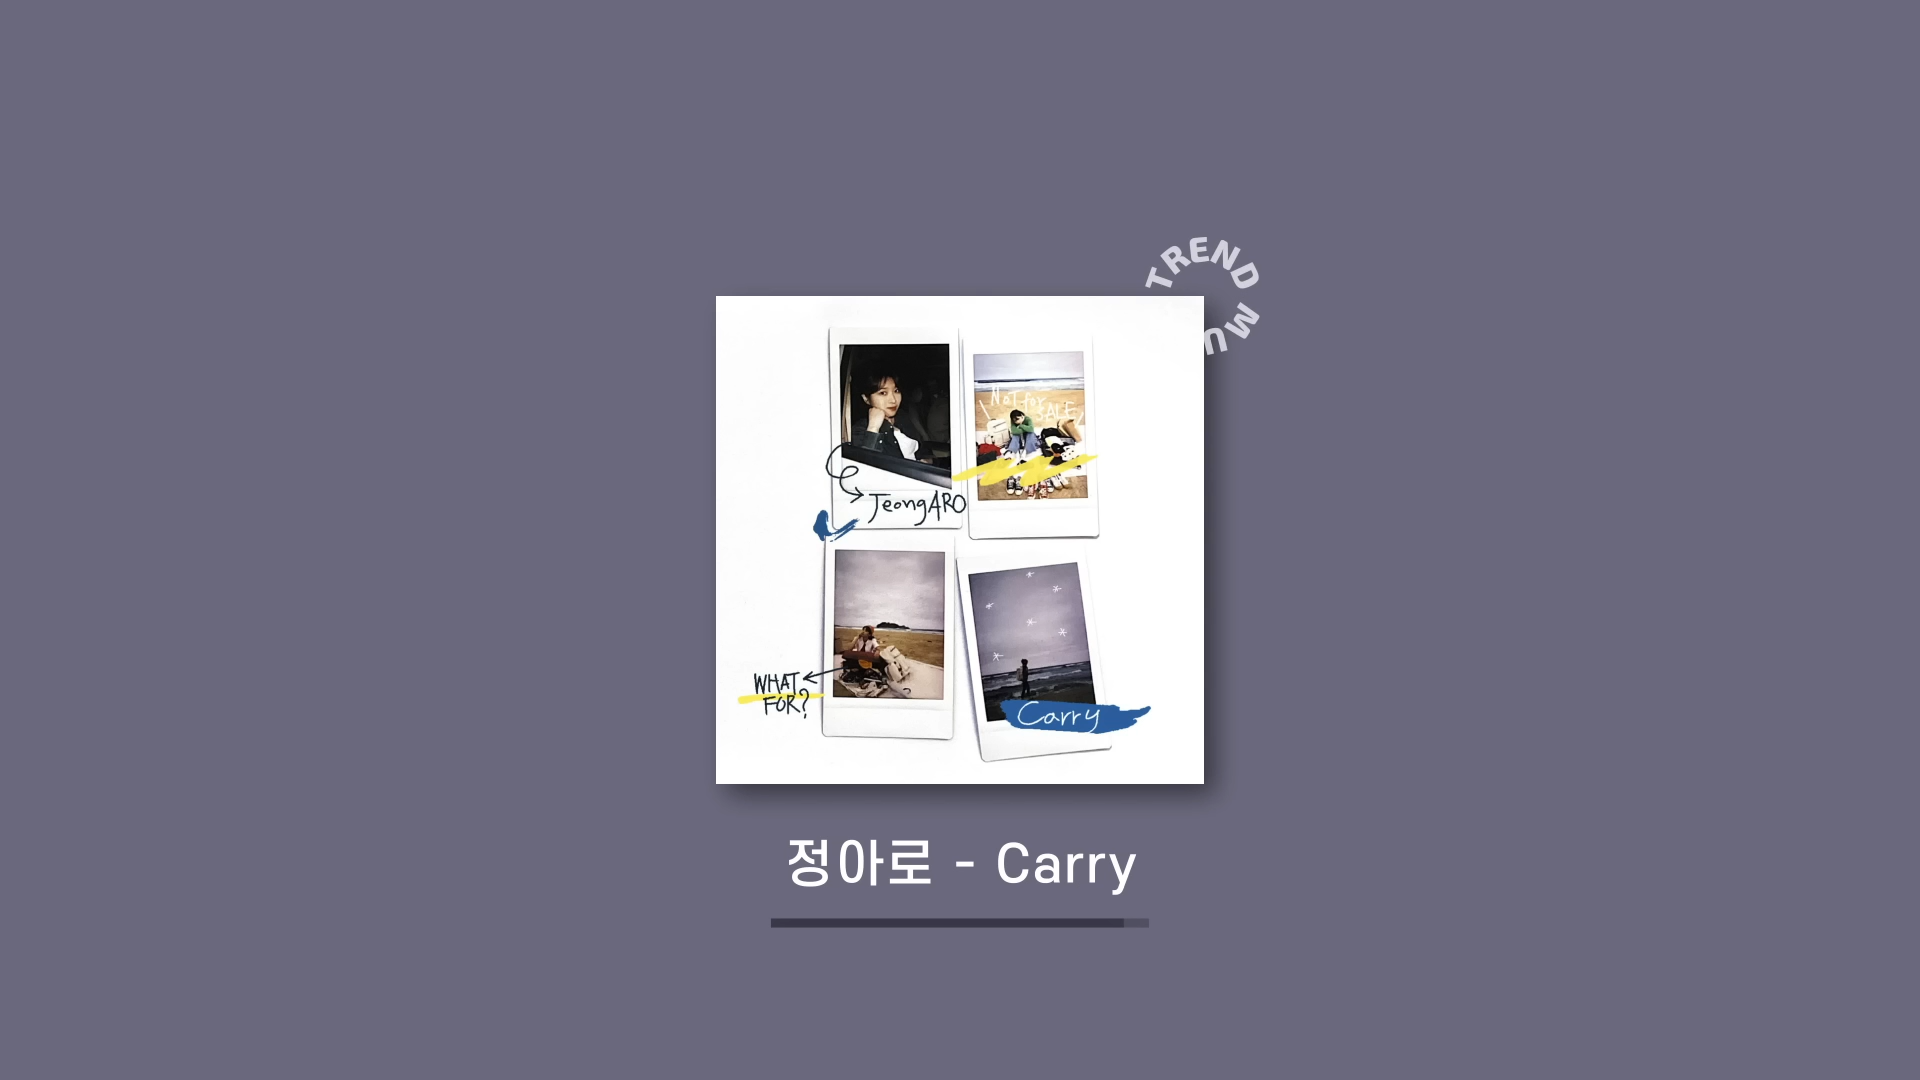 TREND
MU
NOT for
SALE
JeongARO
WHAT
FOR?
Carry
정아로 - Carry